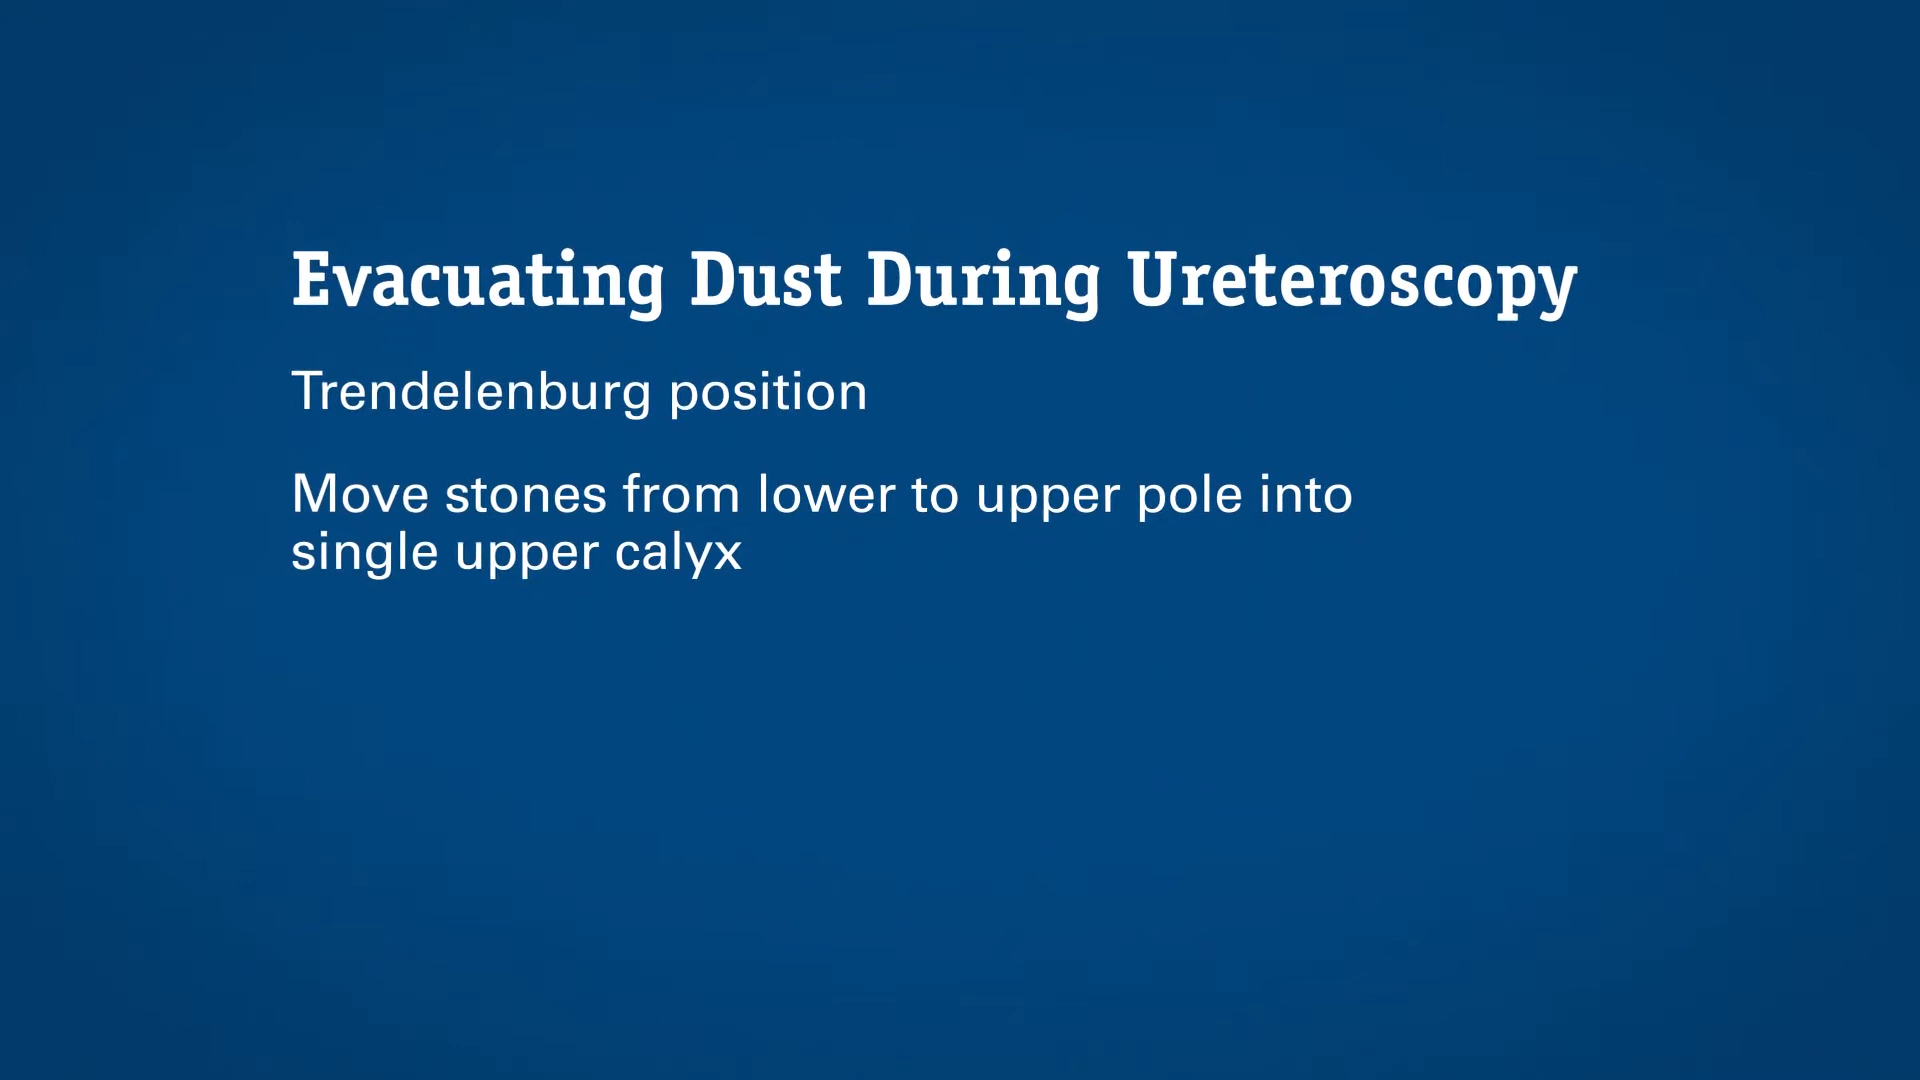 Evacuating Dust During Ureteroscopy
Trendelenburg position
Move stones from lower to upper pole into
single upper calyx